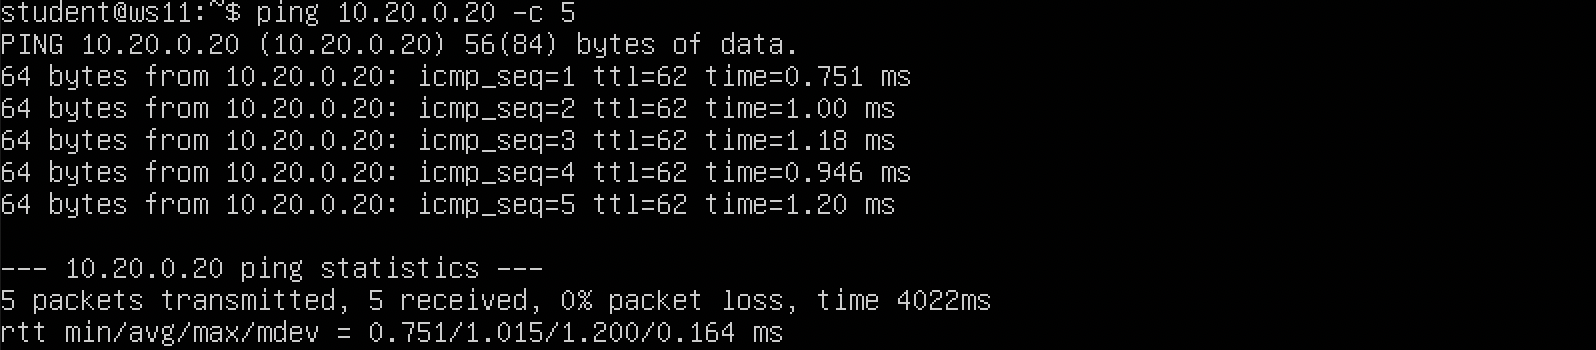 student@ws11:~$ ping 10.20.0.20 -c 5
PING 10.20.0.20 (10.20.0.20) 56(84) bytes of data.
64 bytes from 10.20.0.20: icmp_seq=1 ttl=62 time=0.751 ms
64 bytes from 10.20.0.20: icmp_seq=2 ttl=62 time=1.00 ms
64 bytes from 10.20.0.20: icmp_seq=3 ttl=62 time=1.18 ms
64 bytes from 10.20.0.20: icmp_seq=4 ttl=62 time=0.946 ms
64 bytes from 10.20.0.20: icmp_seq=5 ttl=62 time=1.20 ms

--- 10.20.0.20 ping statistics ---
5 packets transmitted, 5 received, 0% packet loss, time 4022ms
rtt min/avg/max/mdev = 0.751/1.015/1.200/0.164 ms